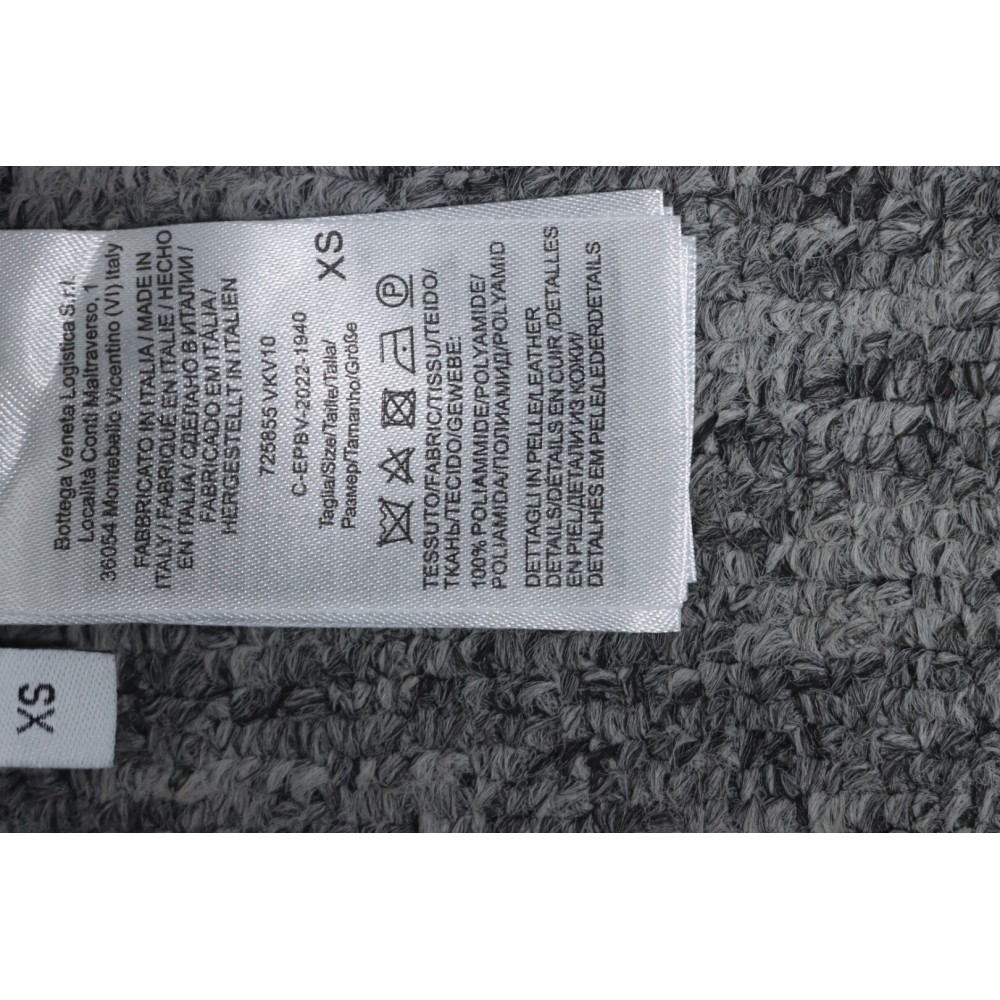 Bottega Veneta Logistica S.r.l.
Località Conti Maltraverso, 1
36054 Montebello Vicentino (VI) Italy
FABBRICATO IN ITALIA / MADE IN
ITALY / FABRIQUÉ EN ITALIE / HECHO
EN ITALIA / СДЕЛАНО В ИТАЛИИ /
FABRICADO EM ITÁLIA /
HERGESTELLT IN ITALIEN
725855 VKV10
C-EPBV-2022-1940
Taglia/Size/Taille/Talla/
Размер/Tamanho/Größe
XS
P
TESSUTO/FABRIC/TISSU/TEJIDO/
ТКАНЬ/TECIDO/GEWEBE:
100% POLIAMMIDE/POLYAMIDE/
POLIAMIDA/ПОЛИАМИД/POLYAMID
DETTAGLI IN PELLE/LEATHER
DETAILS/DETAILS EN CUIR /DETALLES
EN PIEL/ДЕТАЛИ ИЗ КОЖИ/
DETALHES EM PELE/LEDERDETAILS
XS